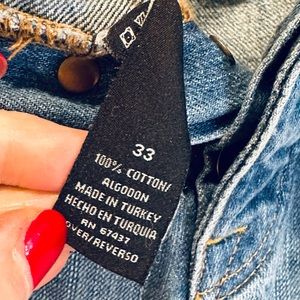 33
100% COTTON/
ALGODON
MADE IN TURKEY
HECHO EN TURQUIA
RN 67437
OVER/REVERSO